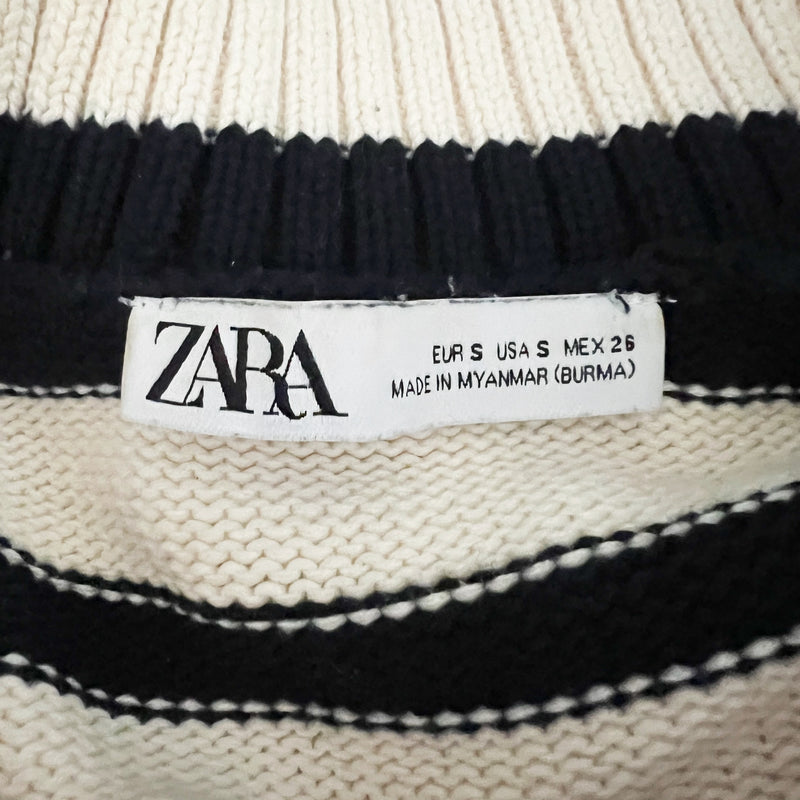 ZARA
EUR S USA S MEX 26
MADE IN MYANMAR (BURMA)